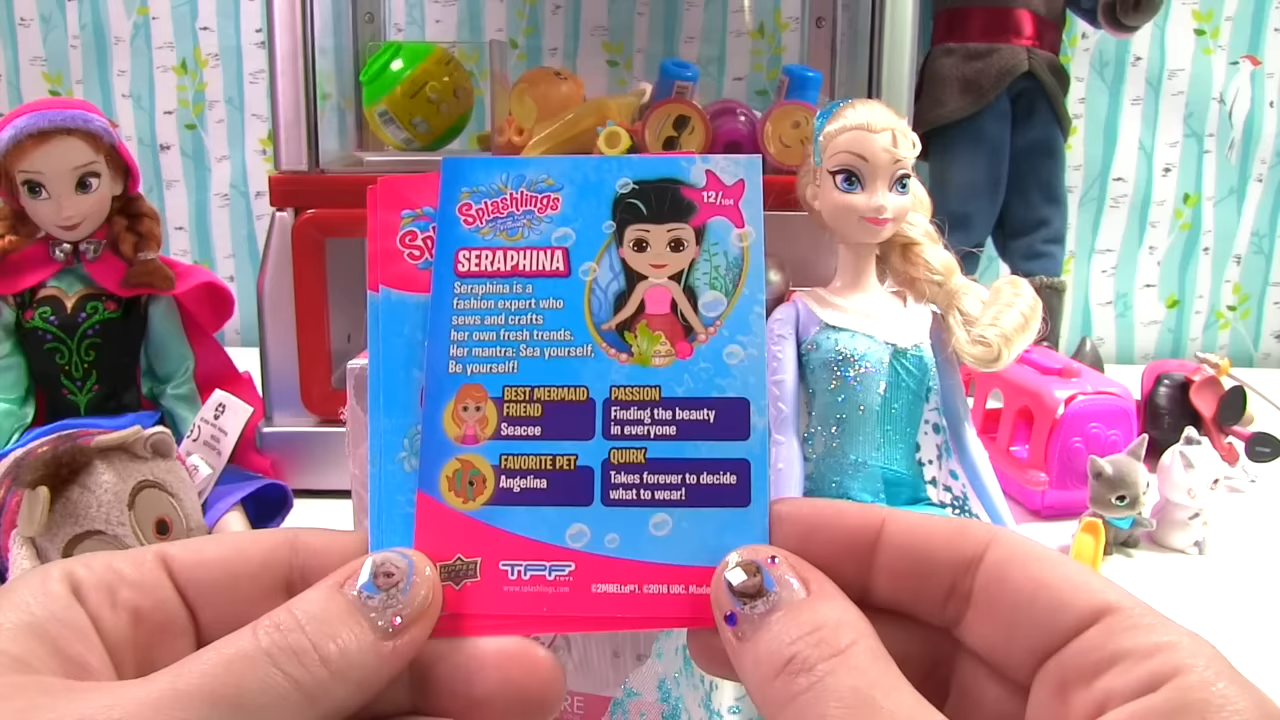 Splashlings
12/104
SERAPHINA
Seraphina is a
fashion expert who
sews and crafts
her own fresh trends.
Her mantra: Sea yourself,
Be yourself!
BEST MERMAID
FRIEND
Seacee
PASSION
Finding the beauty
in everyone
FAVORITE PET
Angelina
QUIRK
Takes forever to decide
what to wear!
UPPER
DECK
TPF
TOYS
www.splashlings.com
©2MBELtd®1. ©2016 UDC. Made
Spl
RE